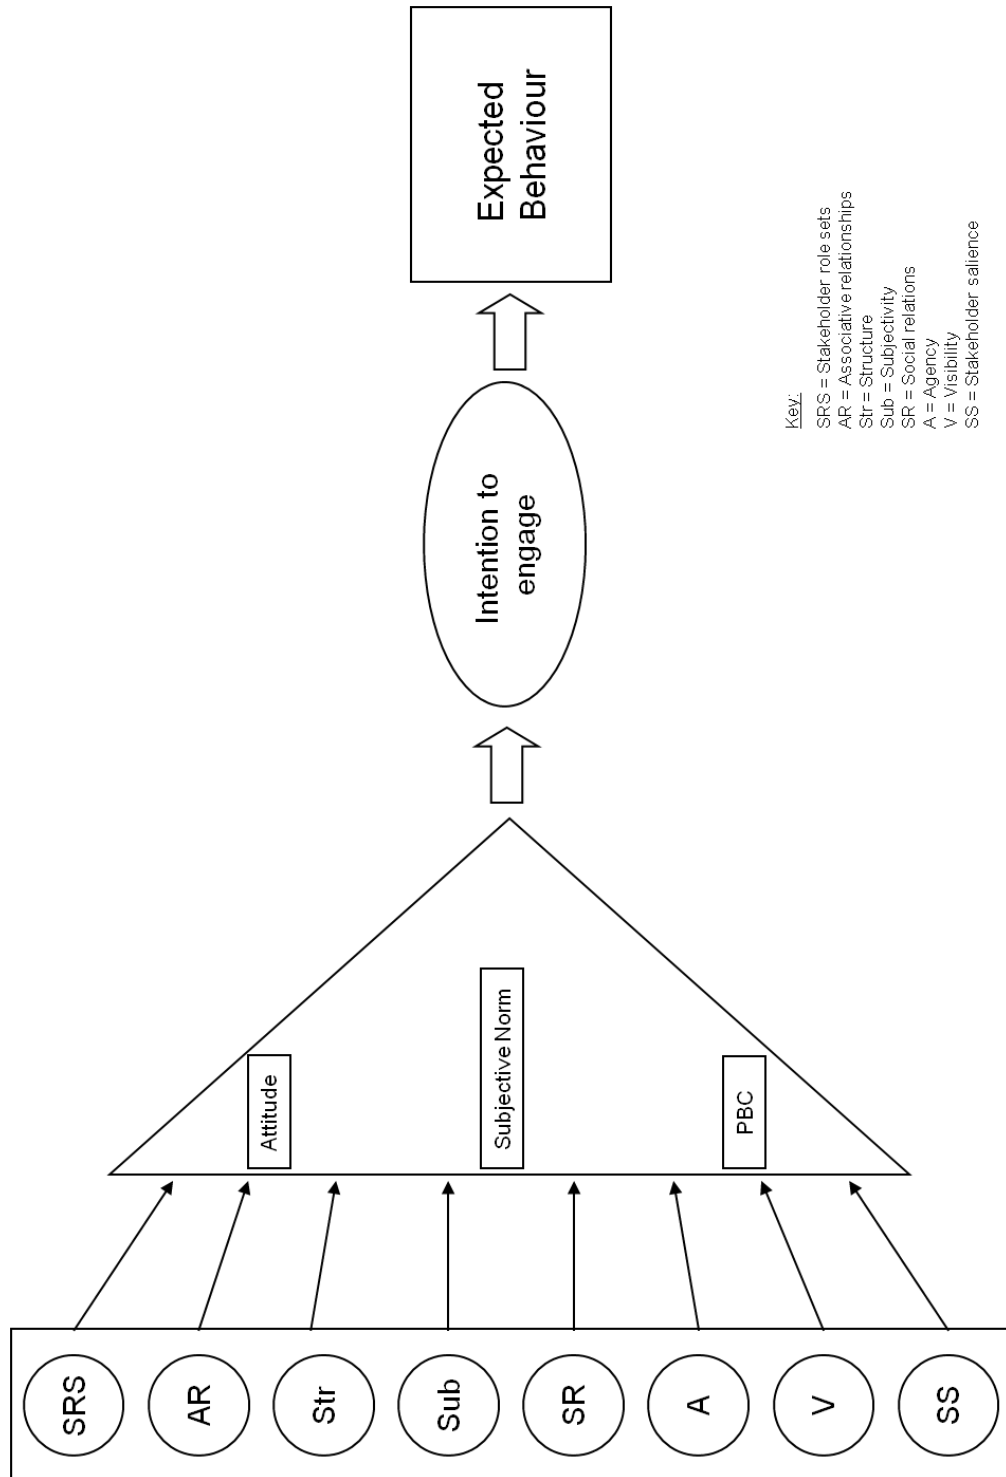 SRS
AR
Str
Sub
SR
A
V
SS
Attitude
Subjective Norm
PBC
Intention to
engage
Expected
Behaviour
Key:
SRS = Stakeholder role sets
AR = Associative relationships
Str = Structure
Sub = Subjectivity
SR = Social relations
A = Agency
V = Visibility
SS = Stakeholder salience